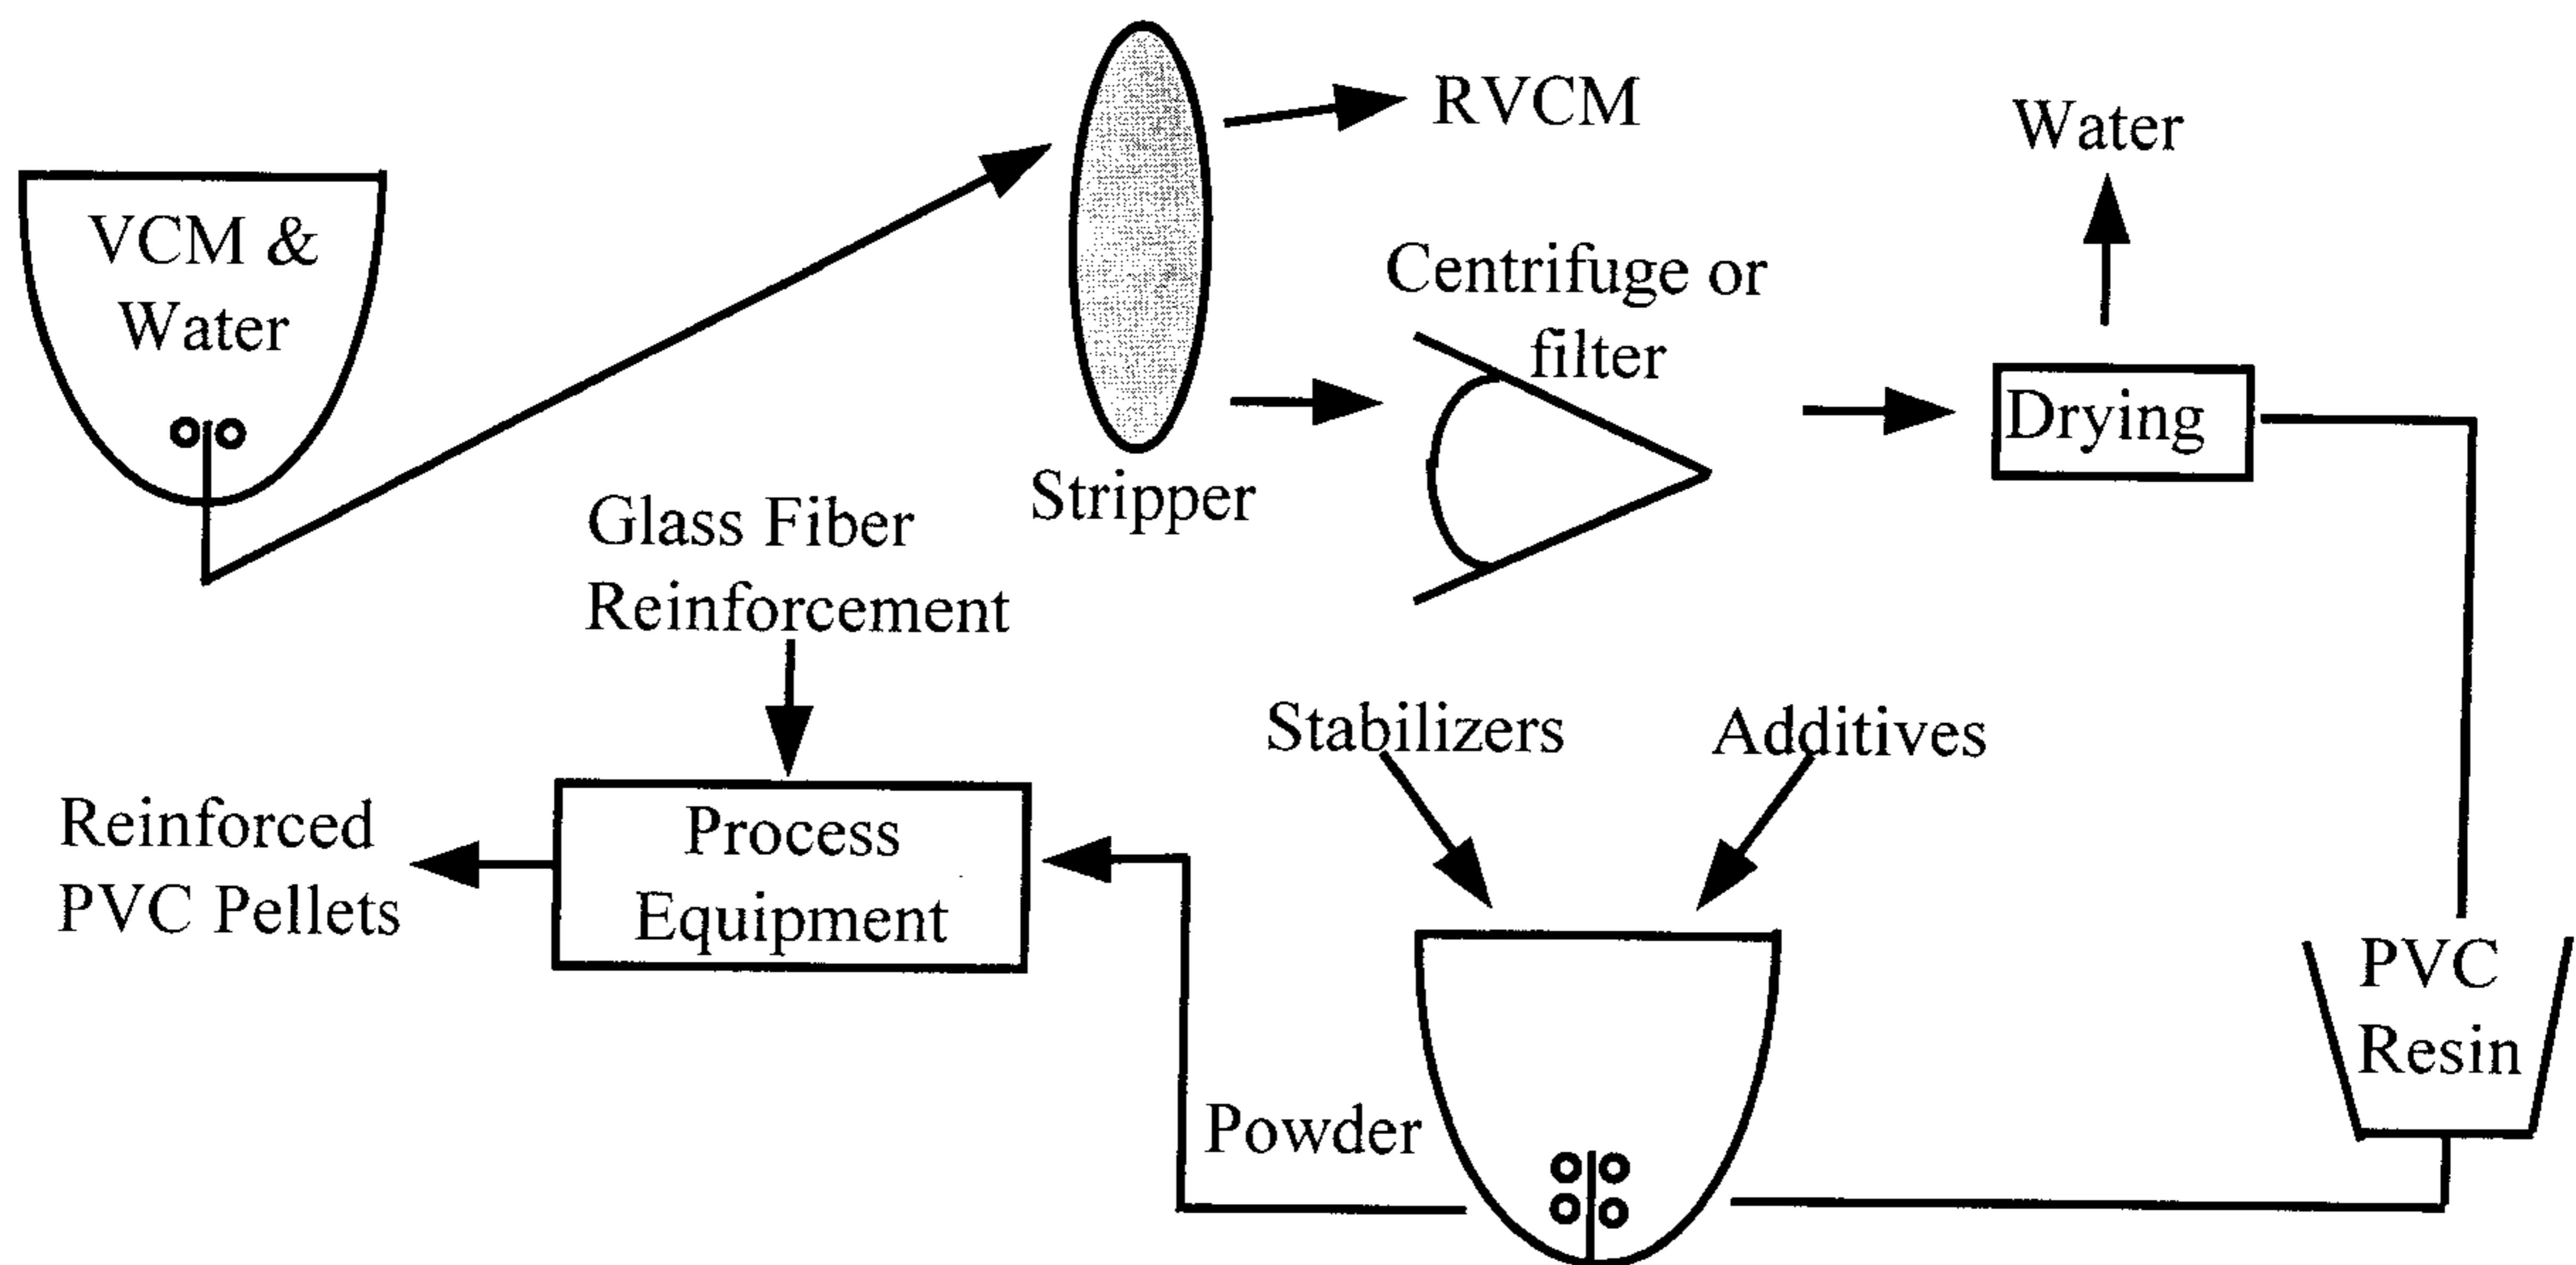 VCM &
Water
RVCM
Water
Centrifuge or
filter
Drying
Stripper
Glass Fiber
Reinforcement
Stabilizers
Additives
Reinforced
PVC Pellets
Process
Equipment
Powder
PVC
Resin